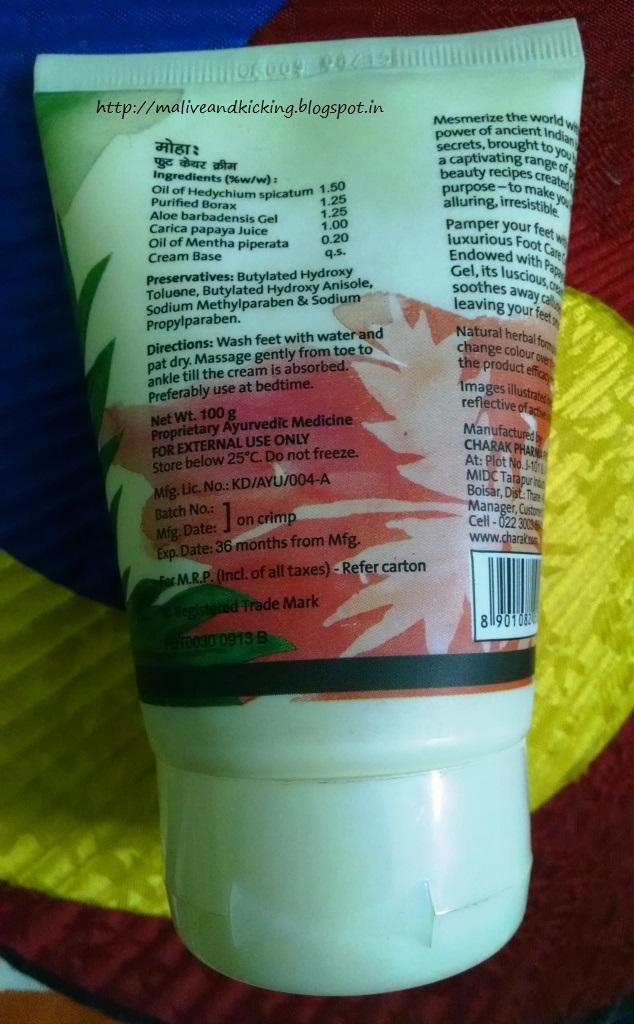 http://maliveandkicking.blogspot.in
मोहाः
फुट केयर क्रीम
Ingredients (%w/w) :
Oil of Hedychium spicatum 1.50
Purified Borax 1.25
Aloe barbadensis Gel 1.25
Carica papaya Juice 1.00
Oil of Mentha piperata 0.20
Cream Base q.s.
Preservatives: Butylated Hydroxy
Toluene, Butylated Hydroxy Anisole,
Sodium Methylparaben & Sodium
Propylparaben.
Directions: Wash feet with water and
pat dry. Massage gently from toe to
ankle till the cream is absorbed.
Preferably use at bedtime.
Net Wt. 100 g
Proprietary Ayurvedic Medicine
FOR EXTERNAL USE ONLY
Store below 25°C. Do not freeze.
Mfg. Lic. No.: KD/AYU/004-A
Batch No.:
Mfg. Date: ] on crimp
Exp. Date: 36 months from Mfg.
For M.R.P. (Incl. of all taxes) - Refer carton
® Registered Trade Mark
0030 0913 B
Mesmerize the world
power of ancient Indian
secrets, brought to you
a captivating range of
beauty recipes created
purpose – to make you
alluring, irresistible.
Pamper your feet
luxurious Foot Care
Endowed with
Gel, its luscious,
soothes away
leaving your feet
Natural herbal
change colour
the product
Images
reflective of
Manufactured
CHARAK
At: Plot No.
MIDC Tarapur
Boisar, Dist.:
Manager,
Cell - 022
www.charak
8 901082